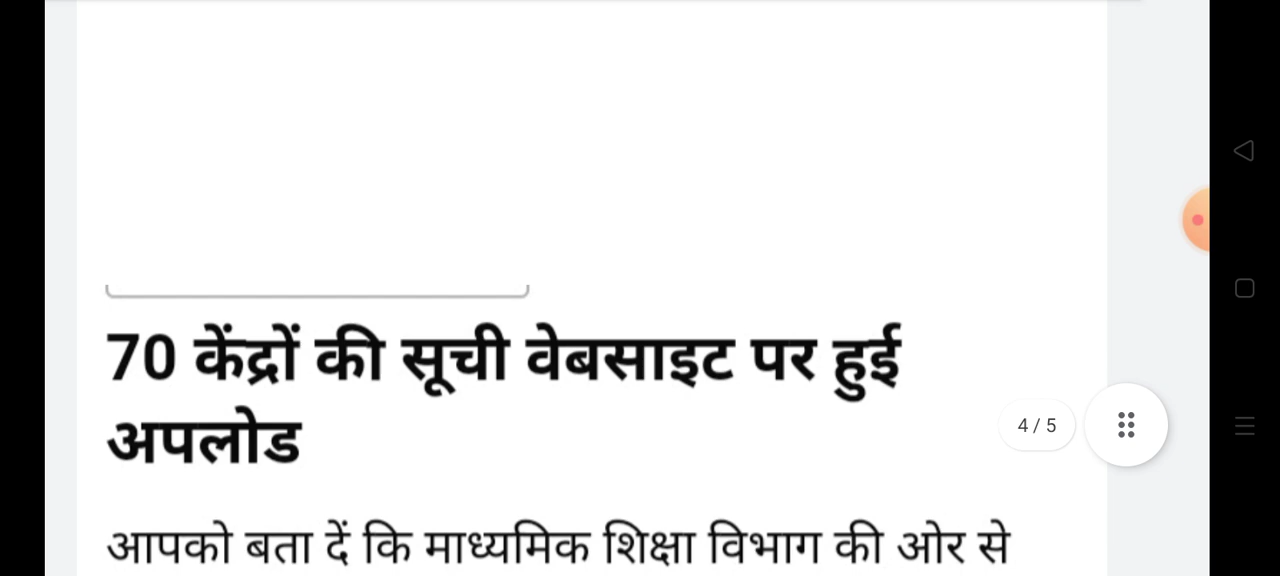 70 केंद्रों की सूची वेबसाइट पर हुई
अपलोड
4 / 5
आपको बता दें कि माध्यमिक शिक्षा विभाग की ओर से